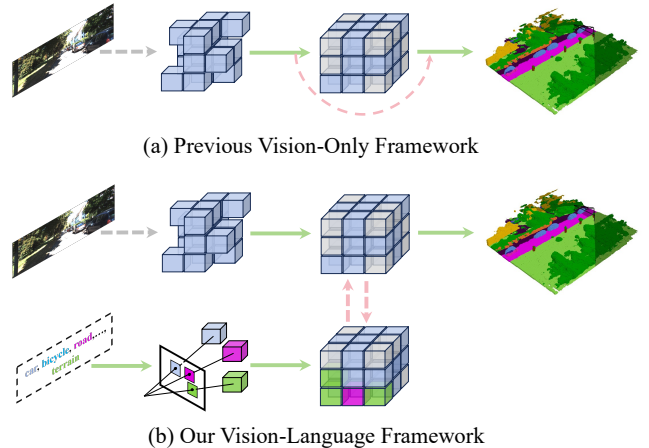 (a) Previous Vision-Only Framework
car, bicycle, road,.....
terrain
(b) Our Vision-Language Framework